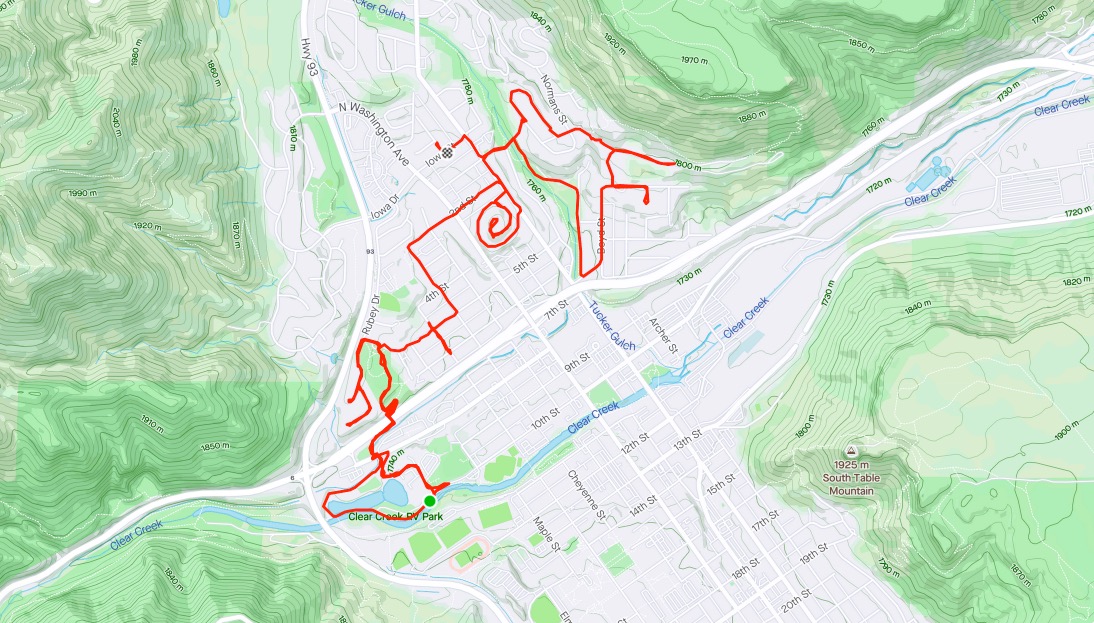 Tucker Gulch
1840 m
1780 m
1850 m
1920 m
1980 m
Hwy 93
1860 m
1970 m
1780 m
Normans St
1730 m
Clear Creek
N Washington Ave
2040 m
1810 m
1880 m
1760 m
Iow
1800 m
1760 m
1720 m
Clear Creek
1990 m
Iowa Dr
2nd St
1720 m
1920 m
1870 m
Boyd St
93
5th St
1730 m
1820 m
4th St
1730 m
1840 m
Rubey Dr
7th St
Tucker Gulch
Clear Creek
Archer St
9th St
1910 m
10th St
Clear Creek
1800 m
1900 m
1850 m
12th St
13th St
1740 m
1925 m
South Table
Mountain
6
Cheyenne St
15th St
14th St
Clear Creek RV Park
Clear Creek
Maple St
17th St
19th St
1790 m
18th St
1840 m
1870 m
20th St